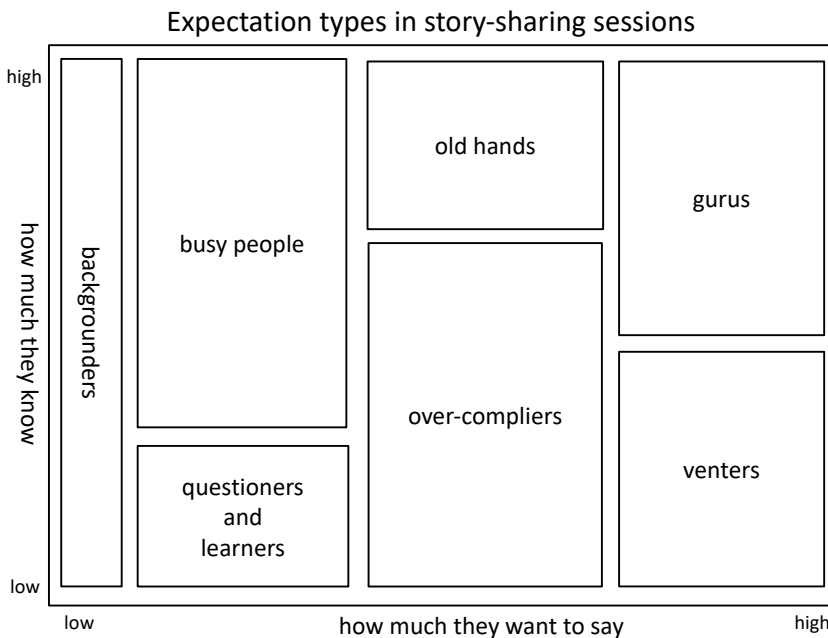 Expectation types in story-sharing sessions
high
how much they know
low
backgrounders
busy people
questioners
and
learners
old hands
over-compliers
gurus
venters
low
how much they want to say
high